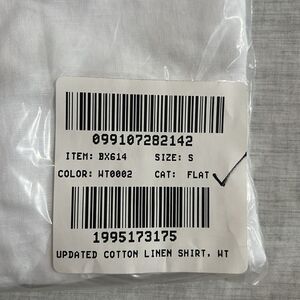 099107282142
ITEM: BX614 SIZE: S
COLOR: WT0002 CAT: FLAT
1995173175
UPDATED COTTON LINEN SHIRT, WT